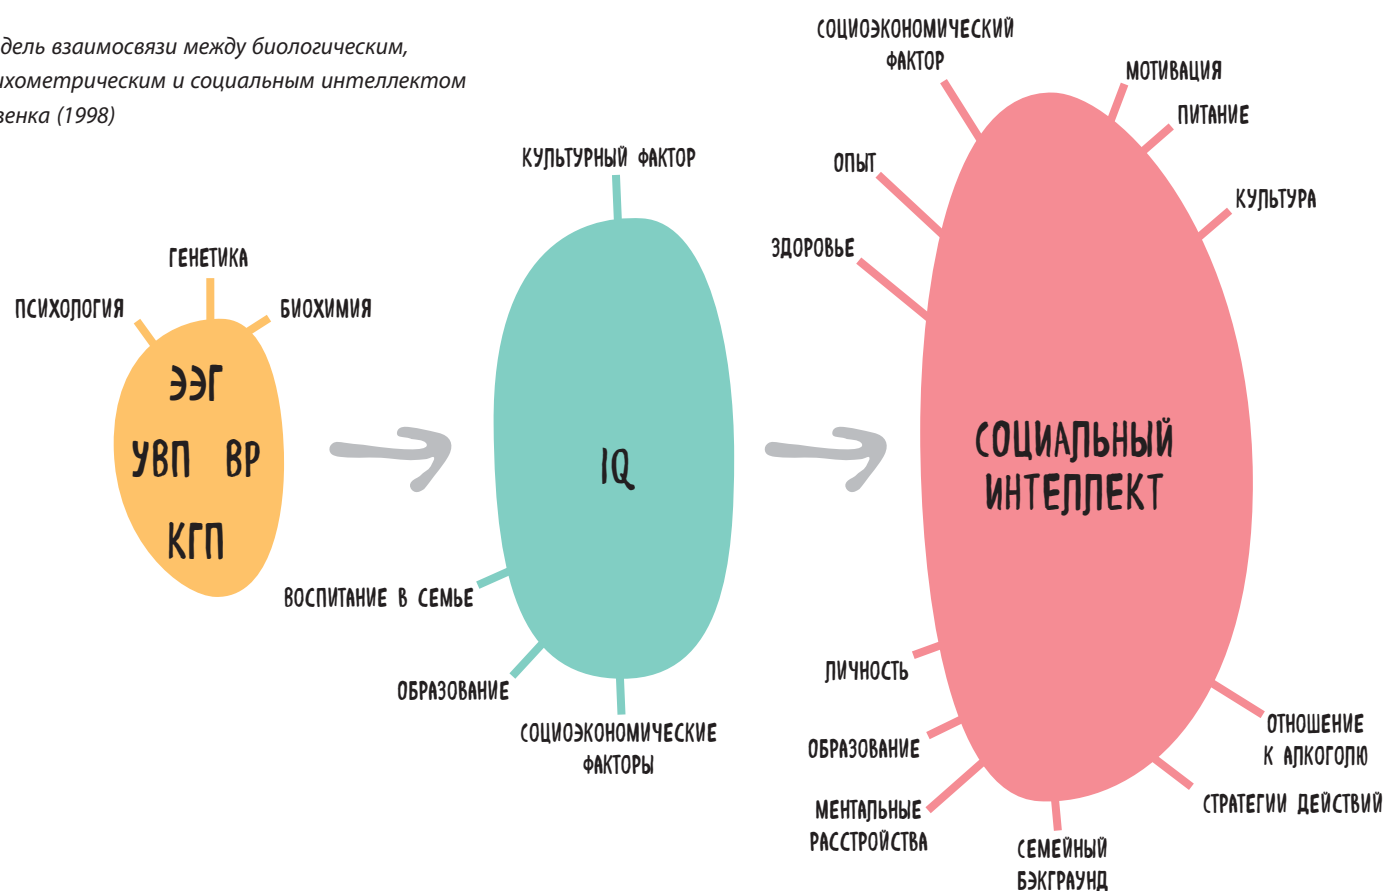 дель взаимосвязи между биологическим,
ихометрическим и социальным интеллектом
венка (1998)
ПСИХОЛОГИЯ
ГЕНЕТИКА
БИОХИМИЯ
ЭЭГ
УВП ВР
КГП
КУЛЬТУРНЫЙ ФАКТОР
IQ
ВОСПИТАНИЕ В СЕМЬЕ
ОБРАЗОВАНИЕ
СОЦИОЭКОНОМИЧЕСКИЕ
ФАКТОРЫ
СОЦИОЭКОНОМИЧЕСКИЙ
ФАКТОР
МОТИВАЦИЯ
ПИТАНИЕ
ОПЫТ
КУЛЬТУРА
ЗДОРОВЬЕ
СОЦИАЛЬНЫЙ
ИНТЕЛЛЕКТ
ЛИЧНОСТЬ
ОБРАЗОВАНИЕ
МЕНТАЛЬНЫЕ
РАССТРОЙСТВА
СЕМЕЙНЫЙ
БЭКГРАУНД
СТРАТЕГИИ ДЕЙСТВИЙ
ОТНОШЕНИЕ
К АЛКОГОЛЮ